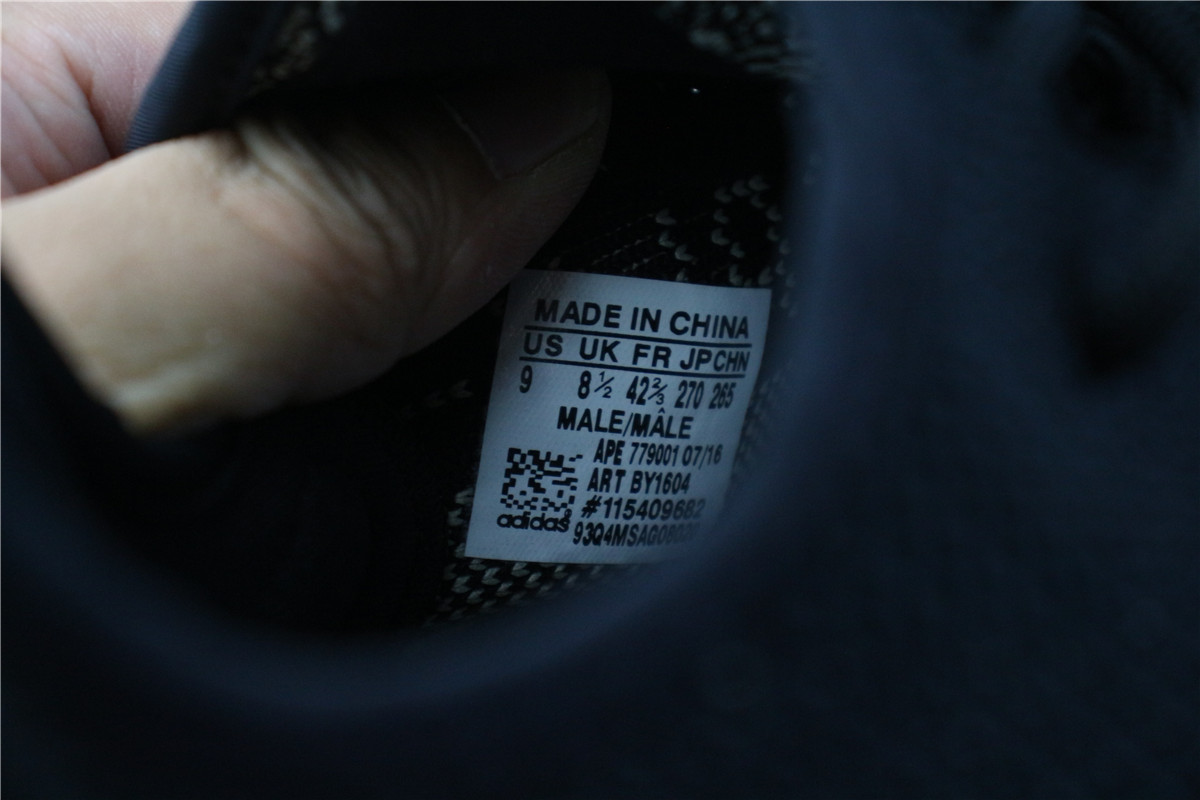 MADE IN CHINA
US UK FR JP CHN
9 8½ 42⅔ 270 265
MALE/MÂLE
APE 779001 07/16
ART BY1604
#115409682
adidas